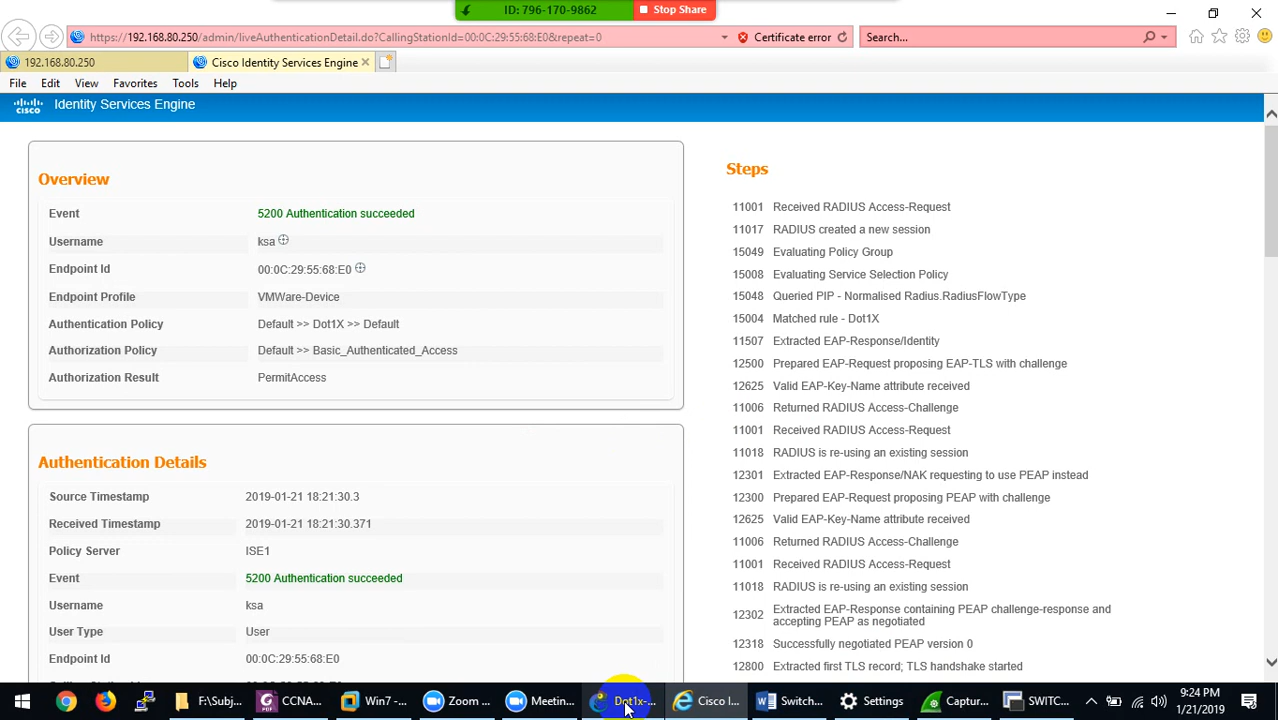 ID: 796-170-9862
Stop Share
https://192.168.80.250/admin/liveAuthenticationDetail.do?CallingStationId=00:0C:29:55:68:E0&repeat=0
Certificate error
Search...
192.168.80.250
Cisco Identity Services Engine
File Edit View Favorites Tools Help
cisco
Identity Services Engine
Overview
Event 5200 Authentication succeeded
Username ksa
Endpoint Id 00:0C:29:55:68:E0
Endpoint Profile VMWare-Device
Authentication Policy Default >> Dot1X >> Default
Authorization Policy Default >> Basic_Authenticated_Access
Authorization Result PermitAccess
Authentication Details
Source Timestamp 2019-01-21 18:21:30.3
Received Timestamp 2019-01-21 18:21:30.371
Policy Server ISE1
Event 5200 Authentication succeeded
Username ksa
User Type User
Endpoint Id 00:0C:29:55:68:E0
Steps
11001 Received RADIUS Access-Request
11017 RADIUS created a new session
15049 Evaluating Policy Group
15008 Evaluating Service Selection Policy
15048 Queried PIP - Normalised Radius.RadiusFlowType
15004 Matched rule - Dot1X
11507 Extracted EAP-Response/Identity
12500 Prepared EAP-Request proposing EAP-TLS with challenge
12625 Valid EAP-Key-Name attribute received
11006 Returned RADIUS Access-Challenge
11001 Received RADIUS Access-Request
11018 RADIUS is re-using an existing session
12301 Extracted EAP-Response/NAK requesting to use PEAP instead
12300 Prepared EAP-Request proposing PEAP with challenge
12625 Valid EAP-Key-Name attribute received
11006 Returned RADIUS Access-Challenge
11001 Received RADIUS Access-Request
11018 RADIUS is re-using an existing session
12302 Extracted EAP-Response containing PEAP challenge-response and
accepting PEAP as negotiated
12318 Successfully negotiated PEAP version 0
12800 Extracted first TLS record; TLS handshake started
F:\Subj...
CCNA...
Win7 -...
Zoom ...
Meetin...
Dot1x-...
Cisco I...
Switch...
Settings
Captur...
SWITC...
9:24 PM
1/21/2019